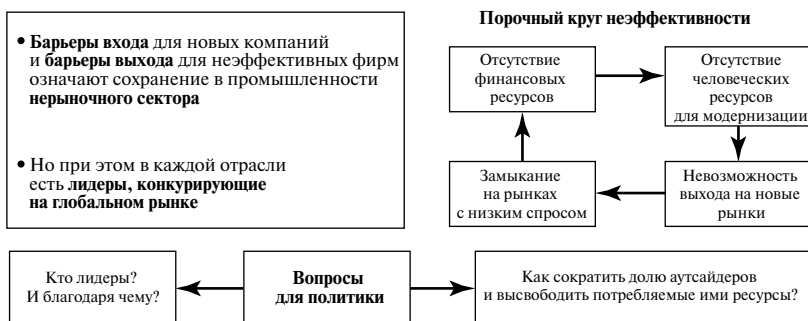 • Барьеры входа для новых компаний
и барьеры выхода для неэффективных фирм
означают сохранение в промышленности
нерыночного сектора
• Но при этом в каждой отрасли
есть лидеры, конкурирующие
на глобальном рынке
Порочный круг неэффективности
Отсутствие
финансовых
ресурсов
Отсутствие
человеческих
ресурсов
для модернизации
Замыкание
на рынках
с низким спросом
Невозможность
выхода на новые
рынки
Кто лидеры?
И благодаря чему?
Вопросы
для политики
Как сократить долю аутсайдеров
и высвободить потребляемые ими ресурсы?